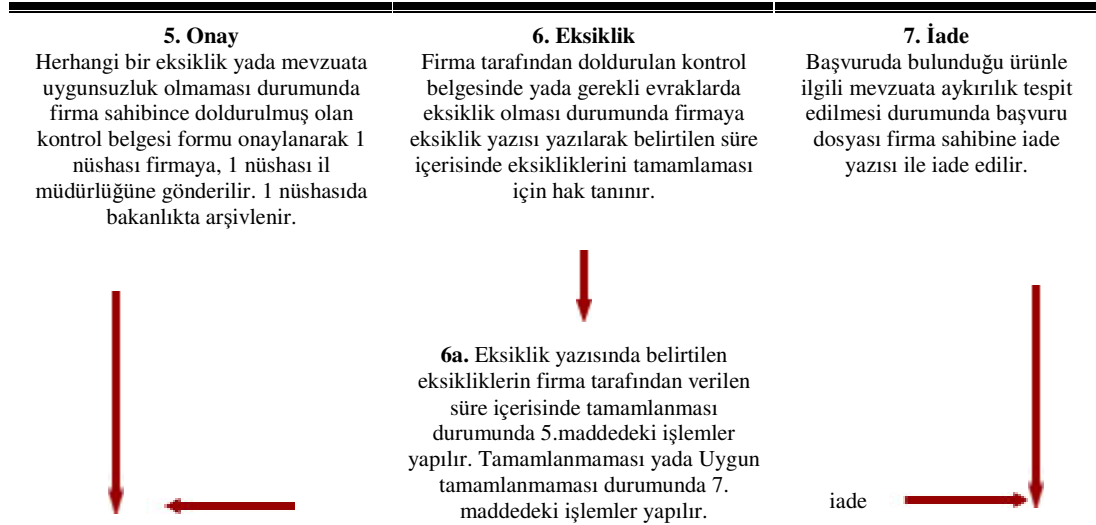 5. Onay
Herhangi bir eksiklik yada mevzuata
uygunsuzluk olmaması durumunda
firma sahibince doldurulmuş olan
kontrol belgesi formu onaylanarak 1
nüshası firmaya, 1 nüshası il
müdürlüğüne gönderilir. 1 nüshasıda
bakanlıkta arşivlenir.
6. Eksiklik
Firma tarafından doldurulan kontrol
belgesinde yada gerekli evraklarda
eksiklik olması durumunda firmaya
eksiklik yazısı yazılarak belirtilen süre
içerisinde eksikliklerini tamamlaması
için hak tanınır.
6a. Eksiklik yazısında belirtilen
eksikliklerin firma tarafından verilen
süre içerisinde tamamlanması
durumunda 5.maddedeki işlemler
yapılır. Tamamlanmaması yada Uygun
tamamlanmaması durumunda 7.
maddedeki işlemler yapılır.
7. İade
Başvuruda bulunduğu ürünle
ilgili mevzuata aykırılık tespit
edilmesi durumunda başvuru
dosyası firma sahibine iade
yazısı ile iade edilir.
iade